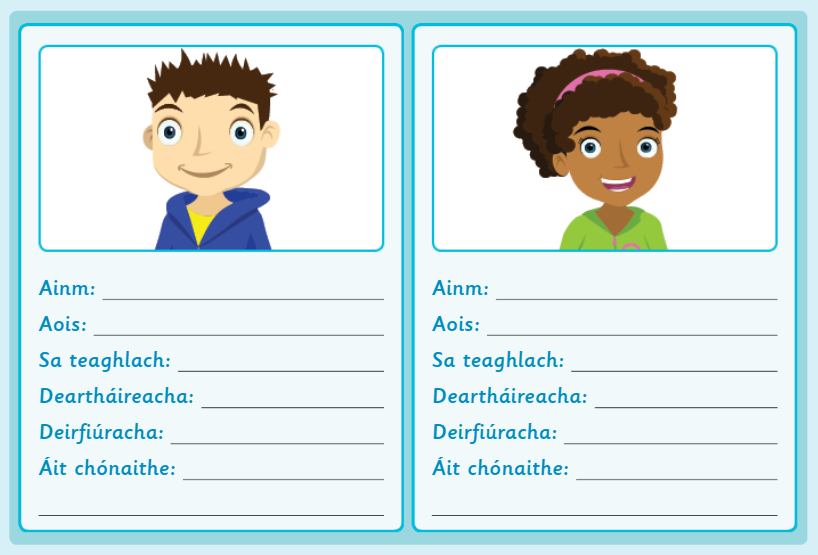 Ainm:
Aois:
Sa teaghlach:
Deartháireacha:
Deirfiúracha:
Áit chónaithe:
Ainm:
Aois:
Sa teaghlach:
Deartháireacha:
Deirfiúracha:
Áit chónaithe: